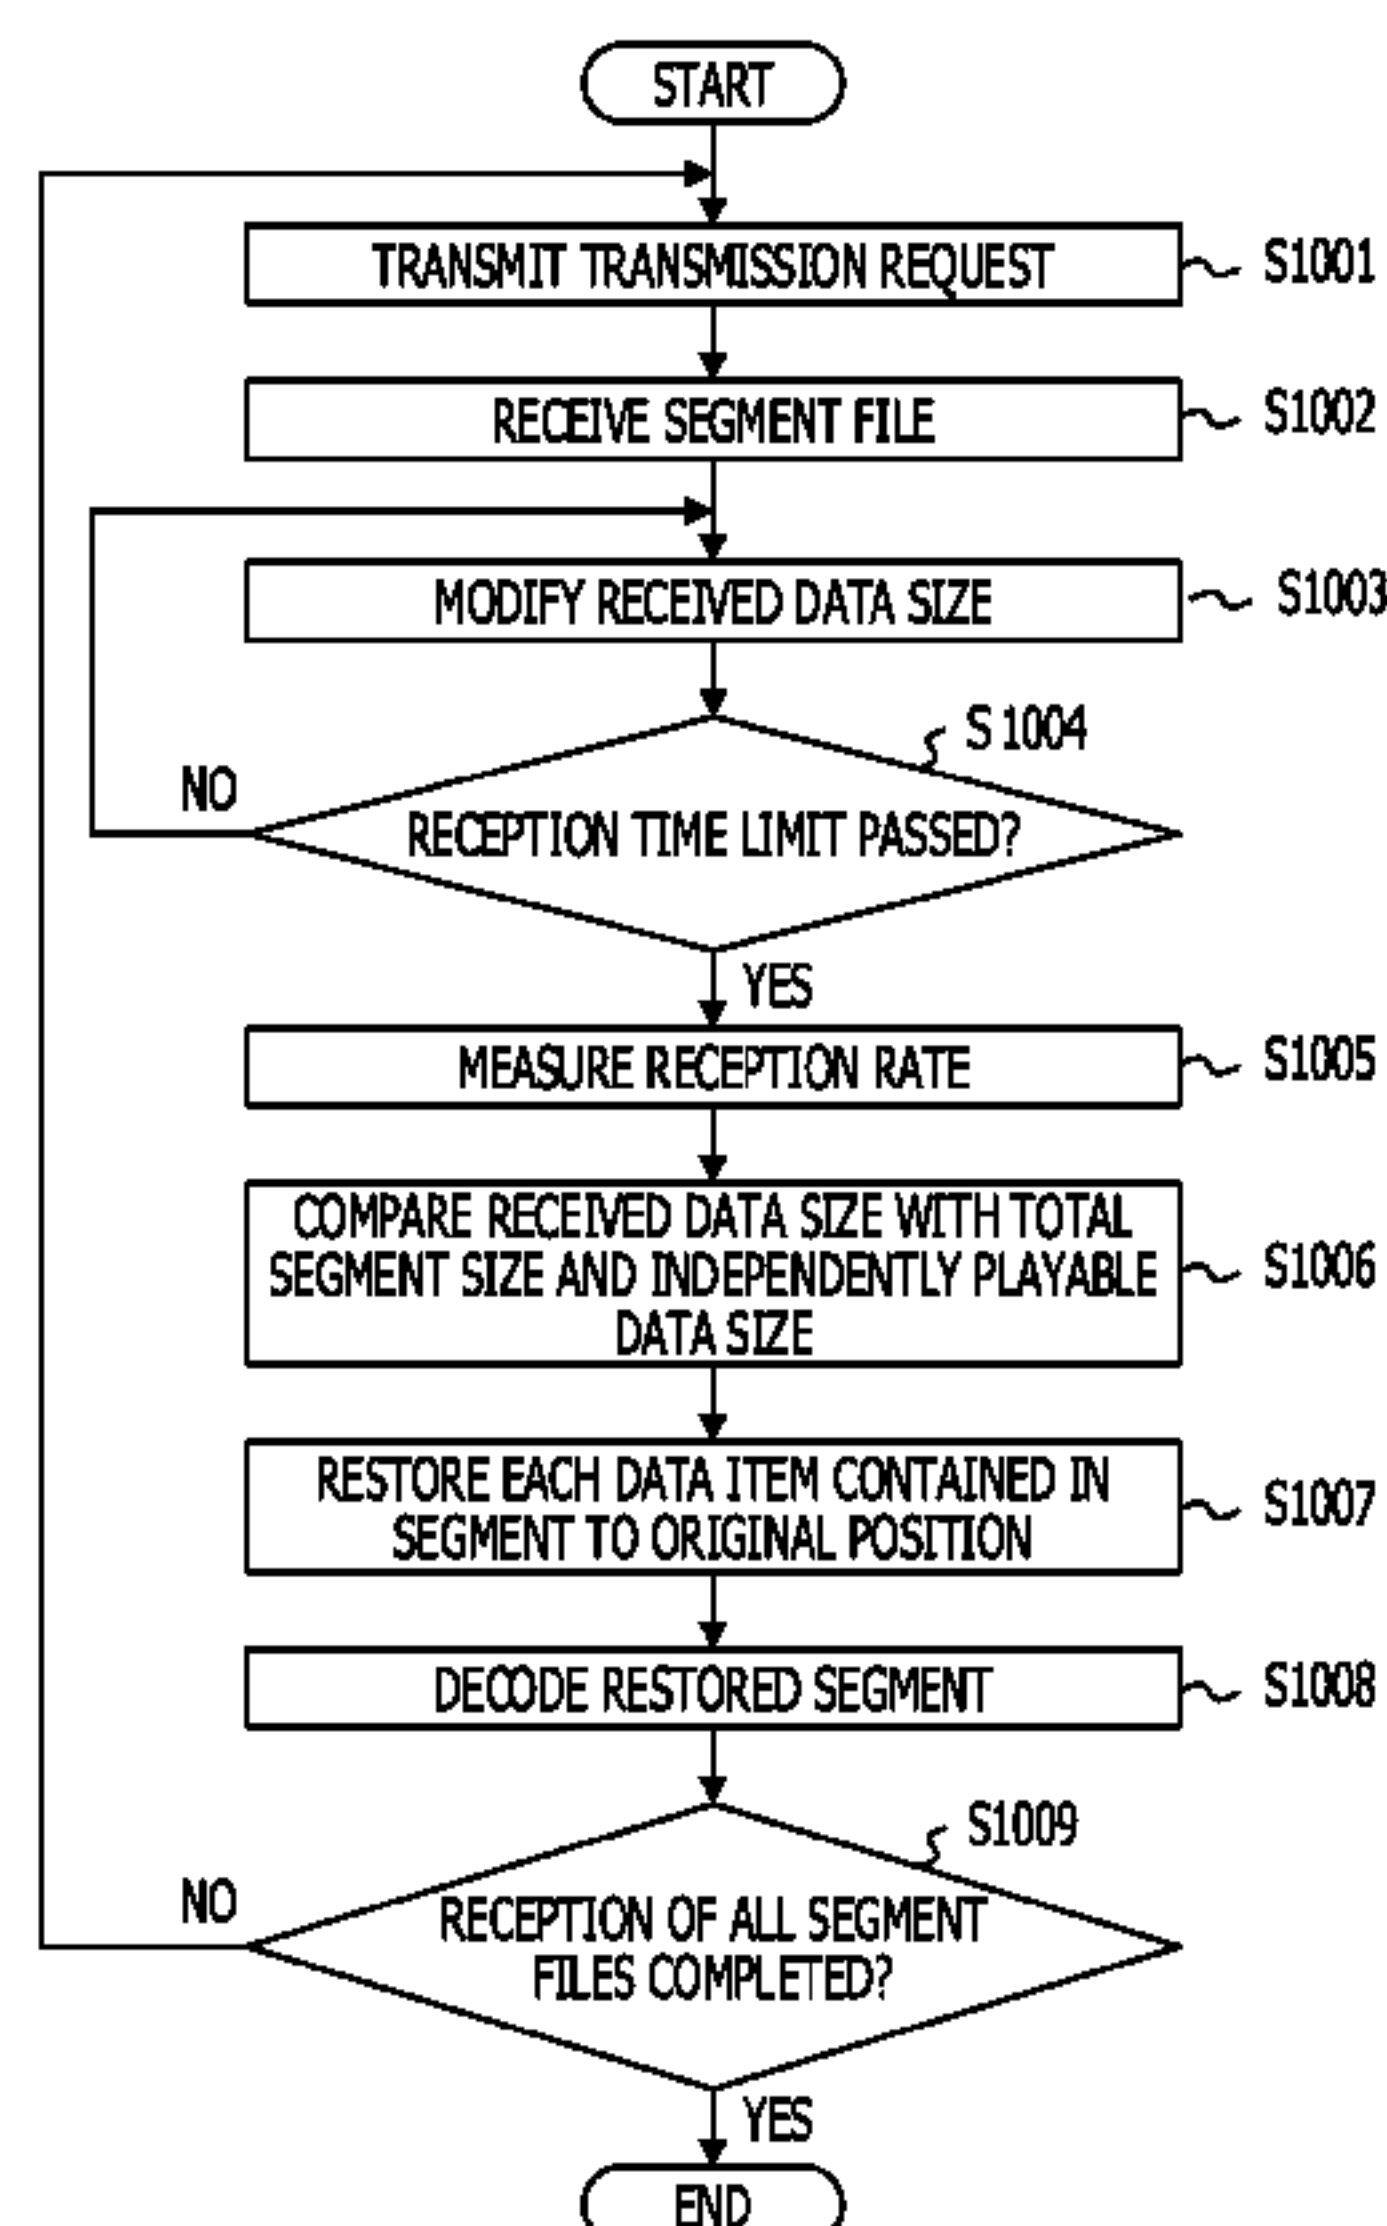 START
TRANSMIT TRANSMISSION REQUEST
S1001
RECEIVE SEGMENT FILE
S1002
MODIFY RECEIVED DATA SIZE
S1003
S1004
NO
RECEPTION TIME LIMIT PASSED?
YES
MEASURE RECEPTION RATE
S1005
COMPARE RECEIVED DATA SIZE WITH TOTAL
SEGMENT SIZE AND INDEPENDENTLY PLAYABLE
DATA SIZE
S1006
RESTORE EACH DATA ITEM CONTAINED IN
SEGMENT TO ORIGINAL POSITION
S1007
DECODE RESTORED SEGMENT
S1008
S1009
NO
RECEPTION OF ALL SEGMENT
FILES COMPLETED?
YES
END